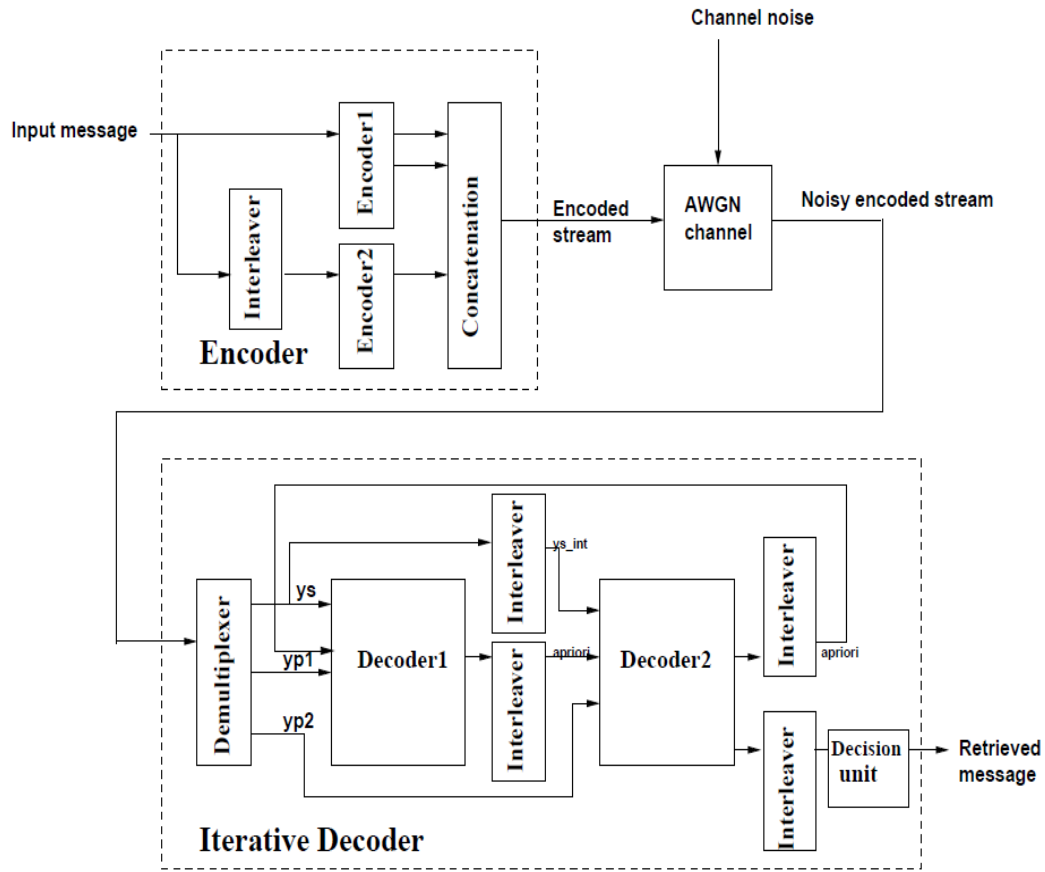 Channel noise
Input message
Encoder1
Interleaver
Encoder2
Concatenation
Encoder
Encoded
stream
AWGN
channel
Noisy encoded stream
Demultiplexer
ys
yp1
yp2
Decoder1
Interleaver
ys_int
Interleaver
apriori
Decoder2
Interleaver
apriori
Interleaver
Decision
unit
Retrieved
message
Iterative Decoder